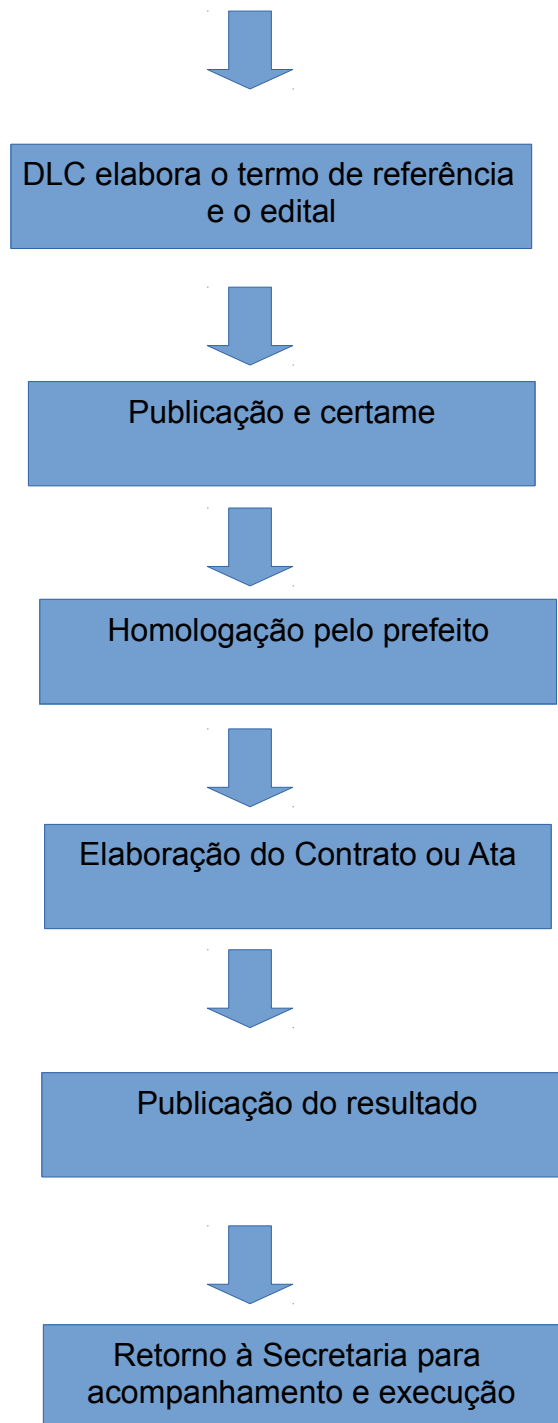 DLC elabora o termo de referência
e o edital
Publicação e certame
Homologação pelo prefeito
Elaboração do Contrato ou Ata
Publicação do resultado
Retorno à Secretaria para
acompanhamento e execução